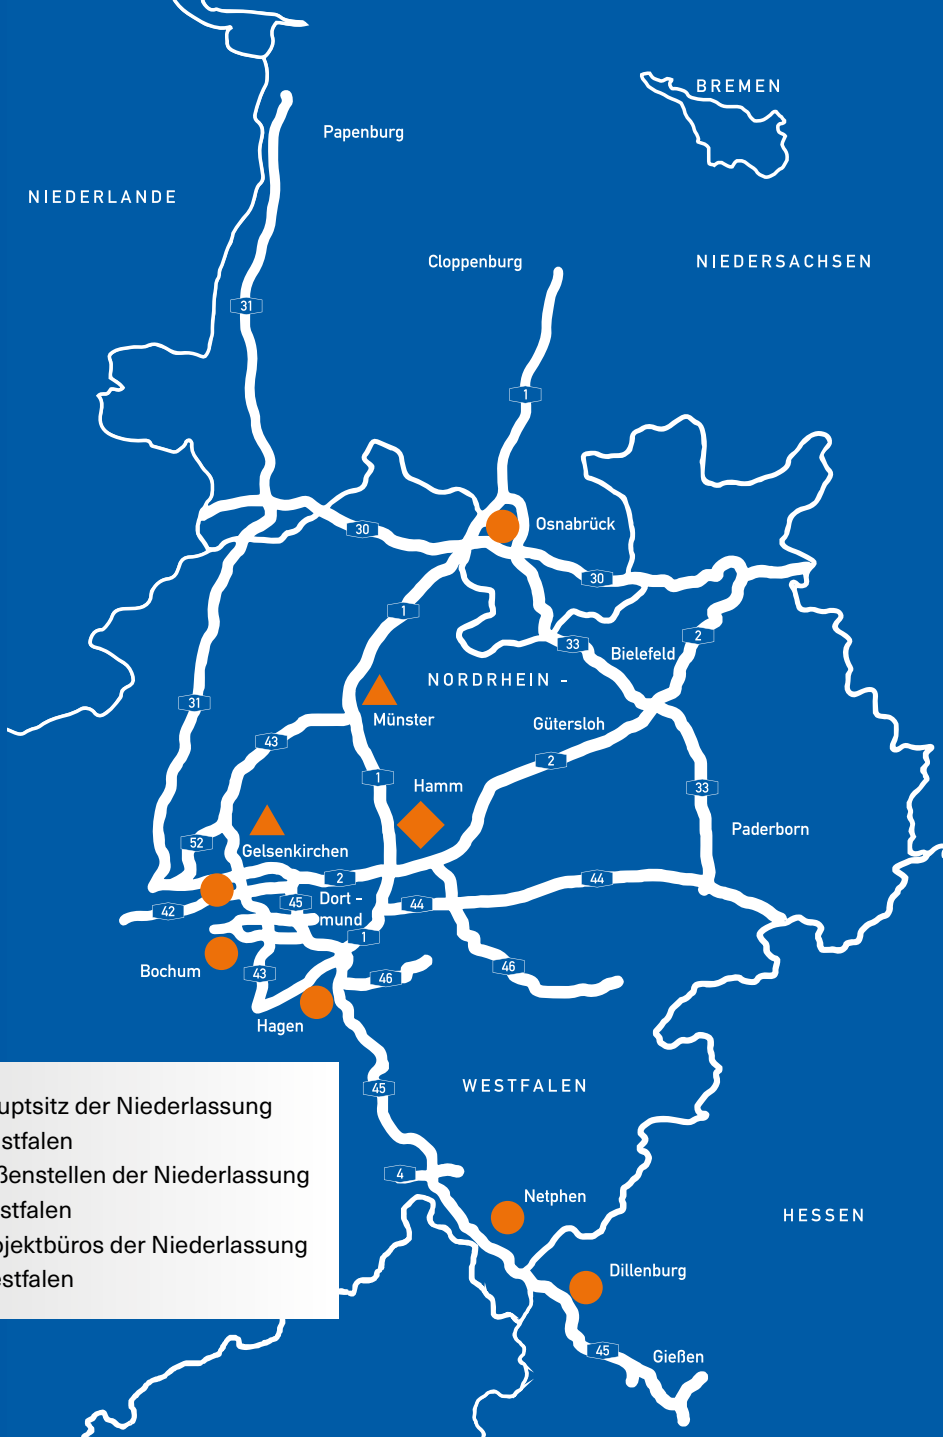 BREMEN
Papenburg
NIEDERLANDE
Cloppenburg
NIEDERSACHSEN
31
1
Osnabrück
30
30
1
2
33
Bielefeld
NORDRHEIN -
31
Münster
Gütersloh
43
2
1
Hamm
33
Paderborn
52
Gelsenkirchen
2
44
45
Dort -
44
42
mund
1
46
Bochum
43
46
Hagen
45
WESTFALEN
uptsitz der Niederlassung
stfalen
ßenstellen der Niederlassung
stfalen
ojektbüros der Niederlassung
estfalen
4
Netphen
HESSEN
Dillenburg
45
Gießen